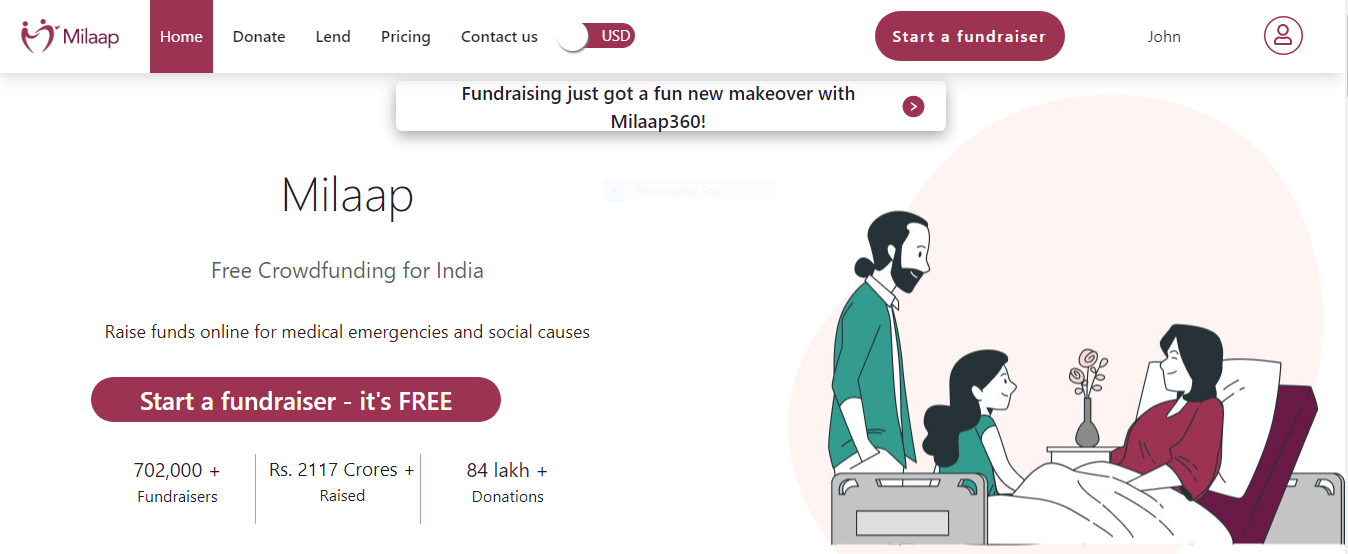 Milaap
Home
Donate
Lend
Pricing
Contact us
USD
Start a fundraiser
John
Fundraising just got a fun new makeover with
Milaap360!
Rectangular Snip
Milaap
Free Crowdfunding for India
Raise funds online for medical emergencies and social causes
Start a fundraiser - it's FREE
702,000 +
Fundraisers
Rs. 2117 Crores +
Raised
84 lakh +
Donations